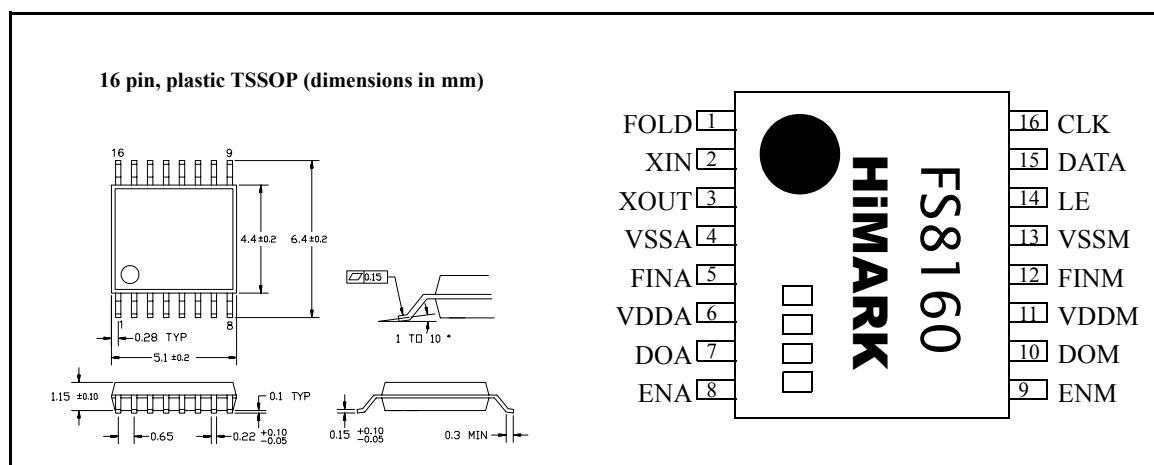 16 pin, plastic TSSOP (dimensions in mm)
16
9
4.4 ±0.2
6.4 ±0.2
1
8
0.28 TYP
5.1 ±0.2
0.15
1 TO 10 °
1.15 ±0.10
0.1 TYP
0.65
0.22 +0.10 -0.05
0.15 +0.10 -0.05
0.3 MIN
FOLD 1
XIN 2
XOUT 3
VSSA 4
FINA 5
VDDA 6
DOA 7
ENA 8
HiMARK
FS8160
16 CLK
15 DATA
14 LE
13 VSSM
12 FINM
11 VDDM
10 DOM
9 ENM